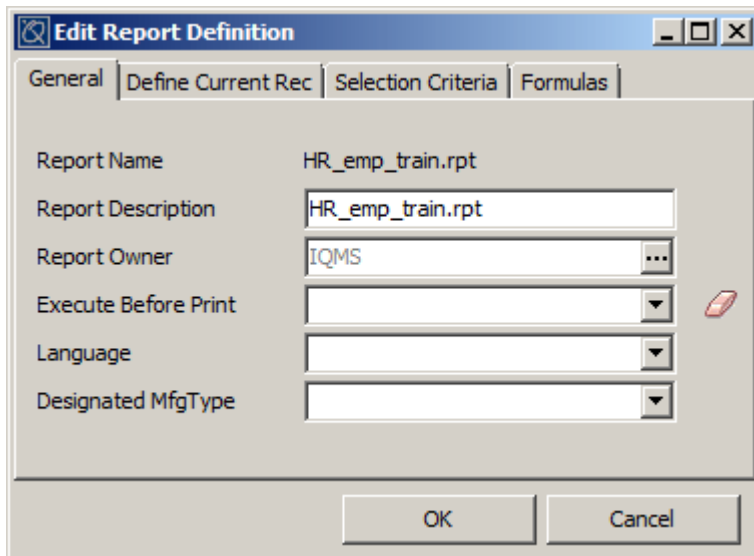 Edit Report Definition
General Define Current Rec Selection Criteria Formulas
Report Name HR_emp_train.rpt
Report Description HR_emp_train.rpt
Report Owner IQMS ...
Execute Before Print
Language
Designated MfgType
OK Cancel